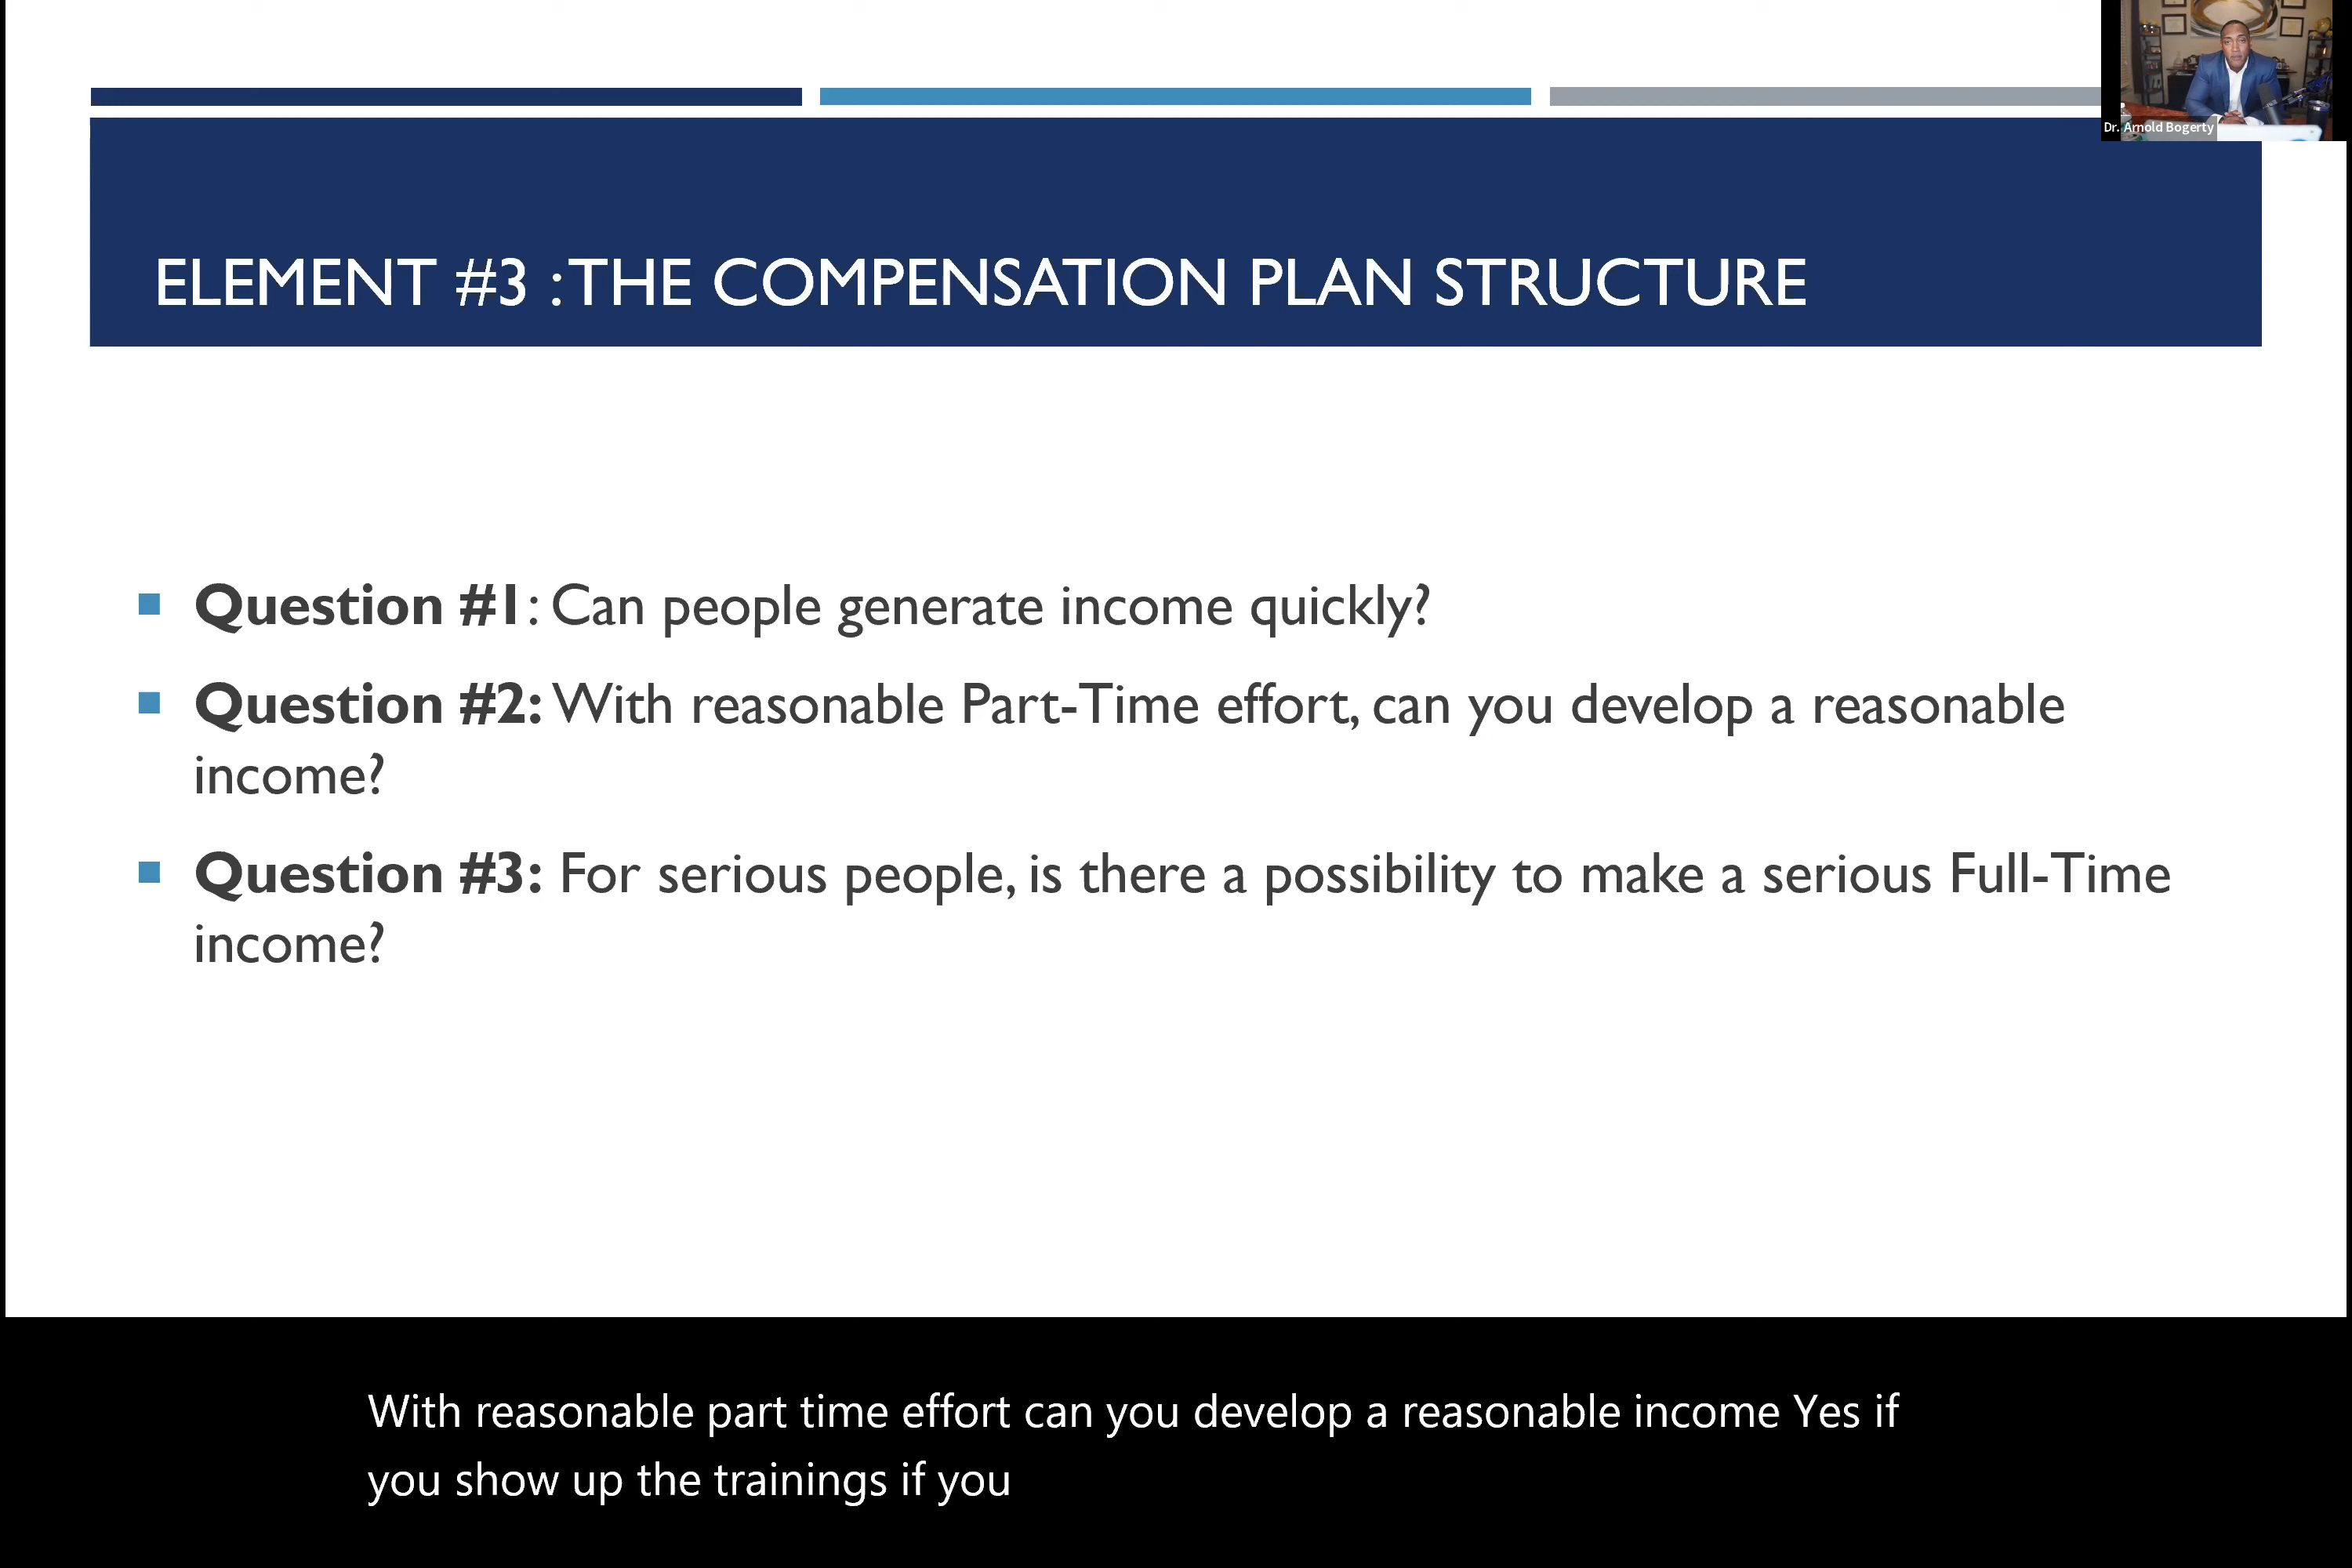 Dr. Arnold Bogerty
ELEMENT #3 : THE COMPENSATION PLAN STRUCTURE
Question #1: Can people generate income quickly?
Question #2: With reasonable Part-Time effort, can you develop a reasonable
income?
Question #3: For serious people, is there a possibility to make a serious Full-Time
income?
With reasonable part time effort can you develop a reasonable income Yes if
you show up the trainings if you